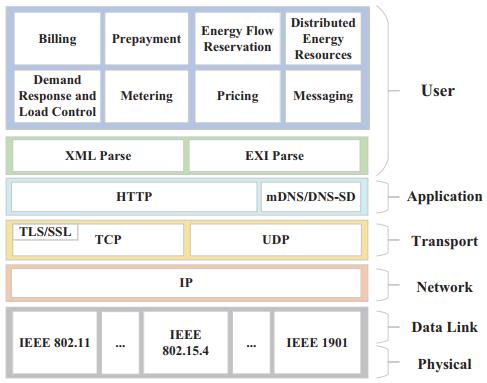 Billing
Prepayment
Energy Flow
Reservation
Distributed
Energy
Resources
Demand
Response and
Load Control
Metering
Pricing
Messaging
User
XML Parse
EXI Parse
HTTP
mDNS/DNS-SD
Application
TLS/SSL
TCP
UDP
Transport
IP
Network
IEEE 802.11
...
IEEE
802.15.4
...
IEEE 1901
Data Link
Physical